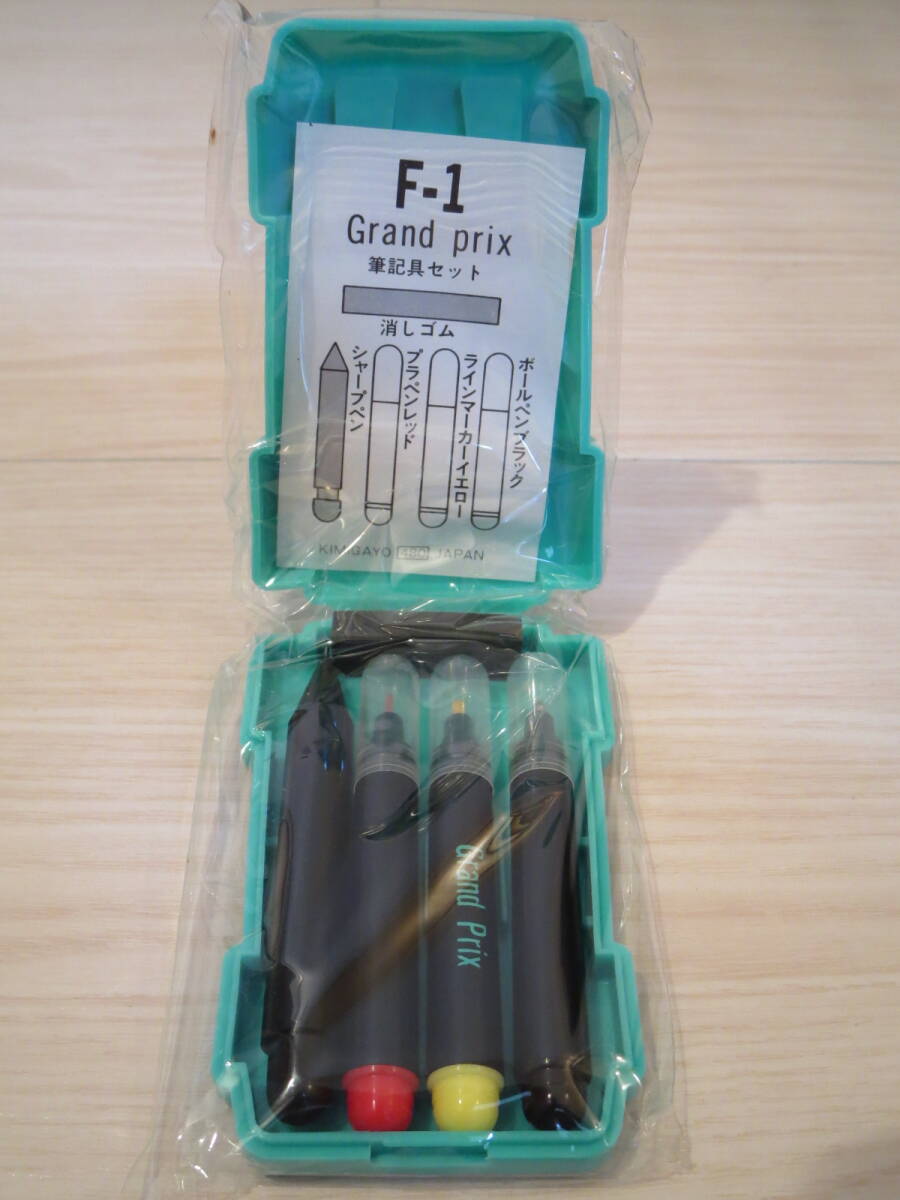 F-1
Grand prix
筆記具セット
消しゴム
シャープペン
プラペンレッド
ラインマーカーイエロー
ボールペンブラック
KIMIGAYO 480 JAPAN
Grand Prix